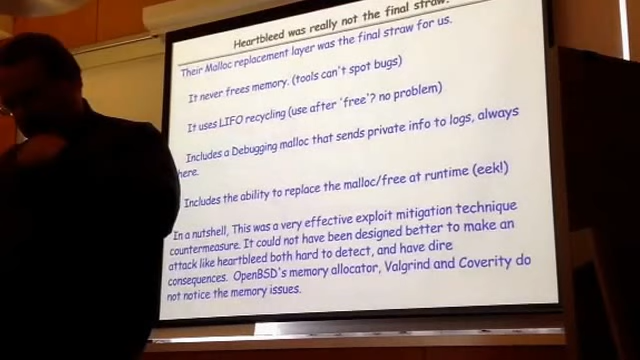 Heartbleed was really not the final straw.
Their Malloc replacement layer was the final straw for us.
It never frees memory. (tools can't spot bugs)
It uses LIFO recycling (use after 'free'? no problem)
Includes a Debugging malloc that sends private info to logs, always
here.
Includes the ability to replace the malloc/free at runtime (eek!)
In a nutshell, This was a very effective exploit mitigation technique
countermeasure. It could not have been designed better to make an
attack like heartbleed both hard to detect, and have dire
consequences. OpenBSD's memory allocator, Valgrind and Coverity do
not notice the memory issues.